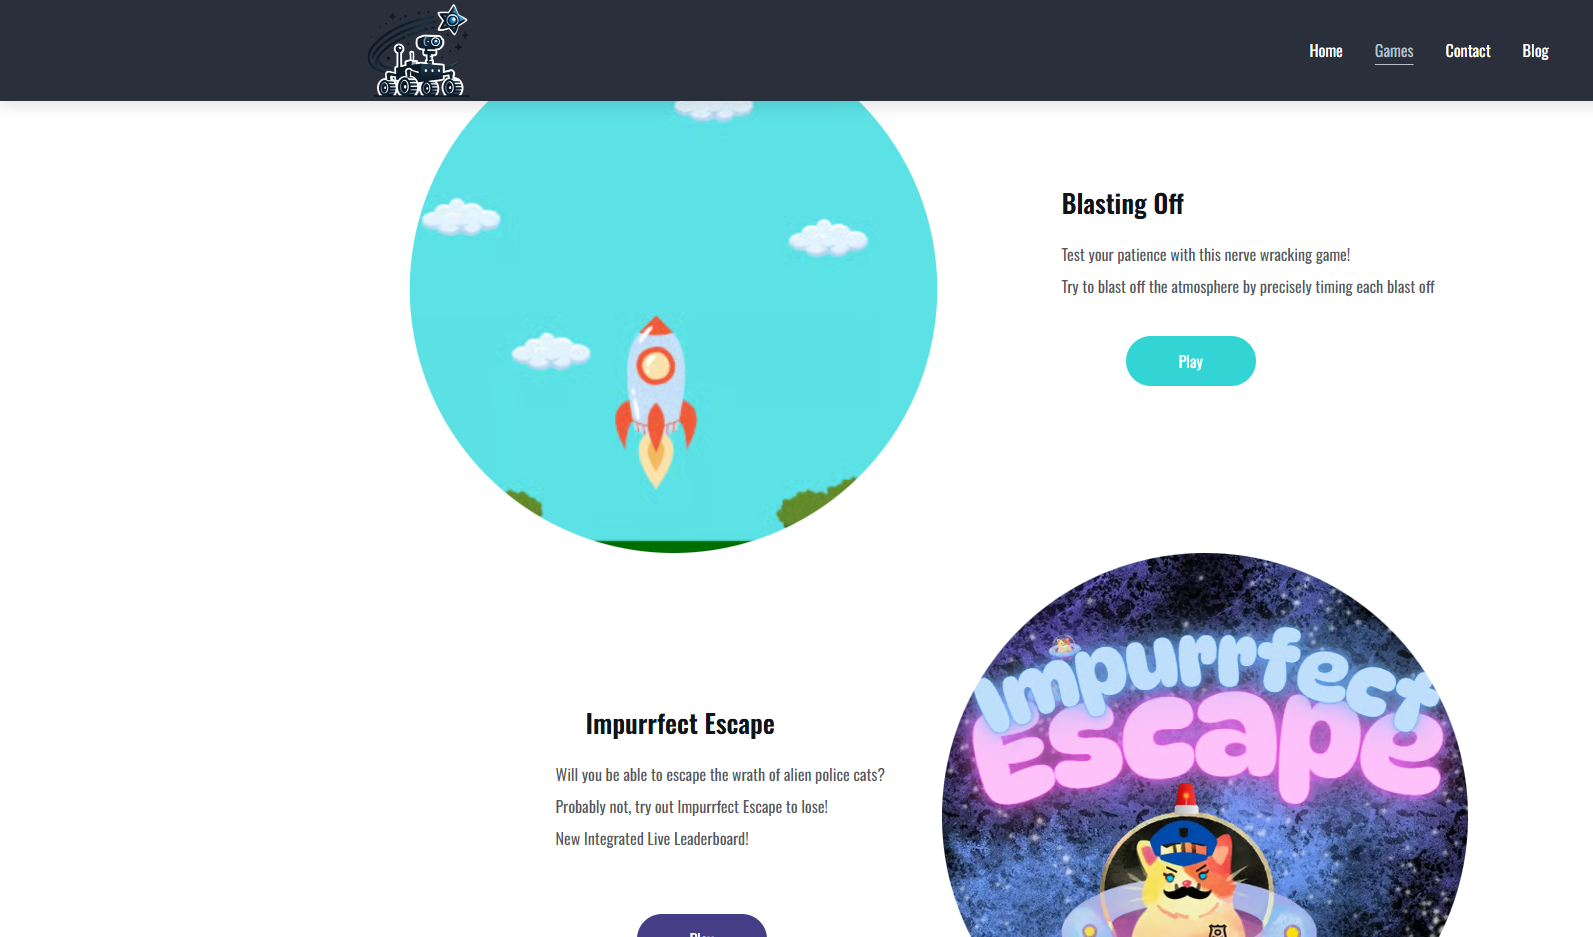 Home Games Contact Blog
Blasting Off
Test your patience with this nerve wracking game!
Try to blast off the atmosphere by precisely timing each blast off
Play
Impurrfect
Escape
Impurrfect Escape
Will you be able to escape the wrath of alien police cats?
Probably not, try out Impurrfect Escape to lose!
New Integrated Live Leaderboard!
Play